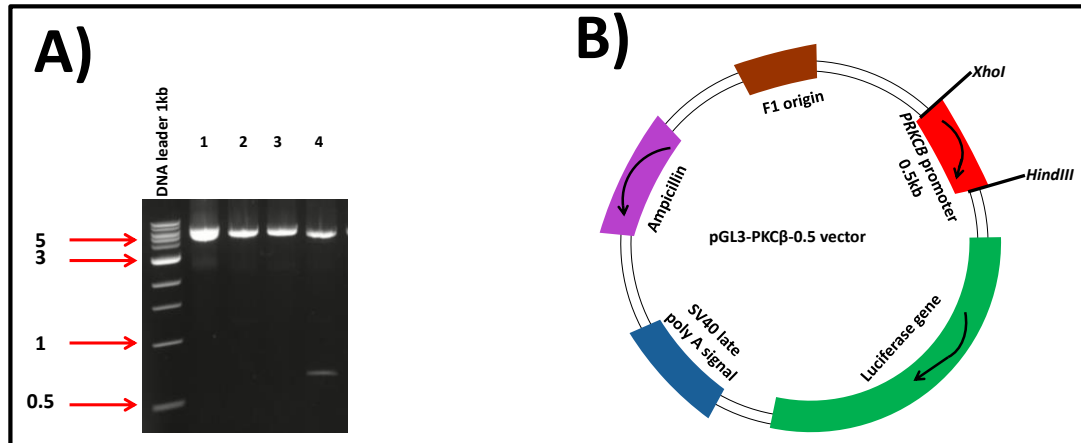 A)
DNA leader 1kb
1 2 3 4
5
3
1
0.5
B)
F1 origin
XhoI
PRKCB promoter
0.5kb
HindIII
Ampicillin
pGL3-PKCβ-0.5 vector
SV40 late
poly A signal
Luciferase gene